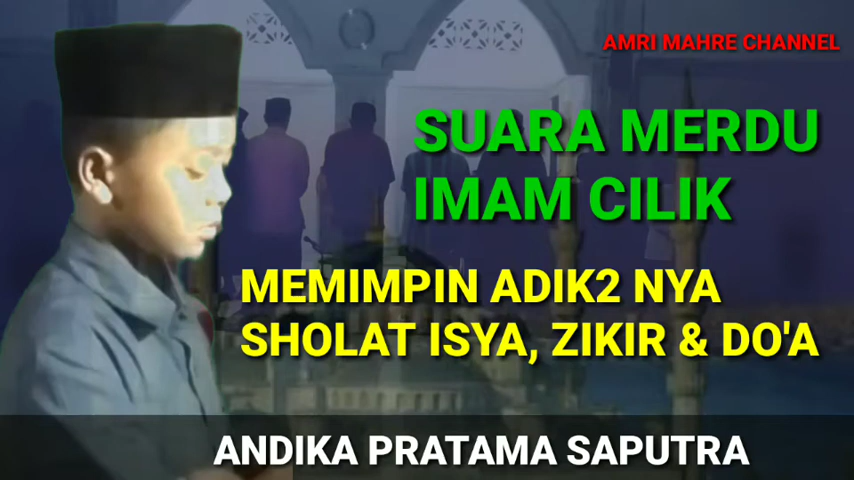 AMRI MAHRE CHANNEL
SUARA MERDU
IMAM CILIK
MEMIMPIN ADIK2 NYA
SHOLAT ISYA, ZIKIR & DO'A
ANDIKA PRATAMA SAPUTRA